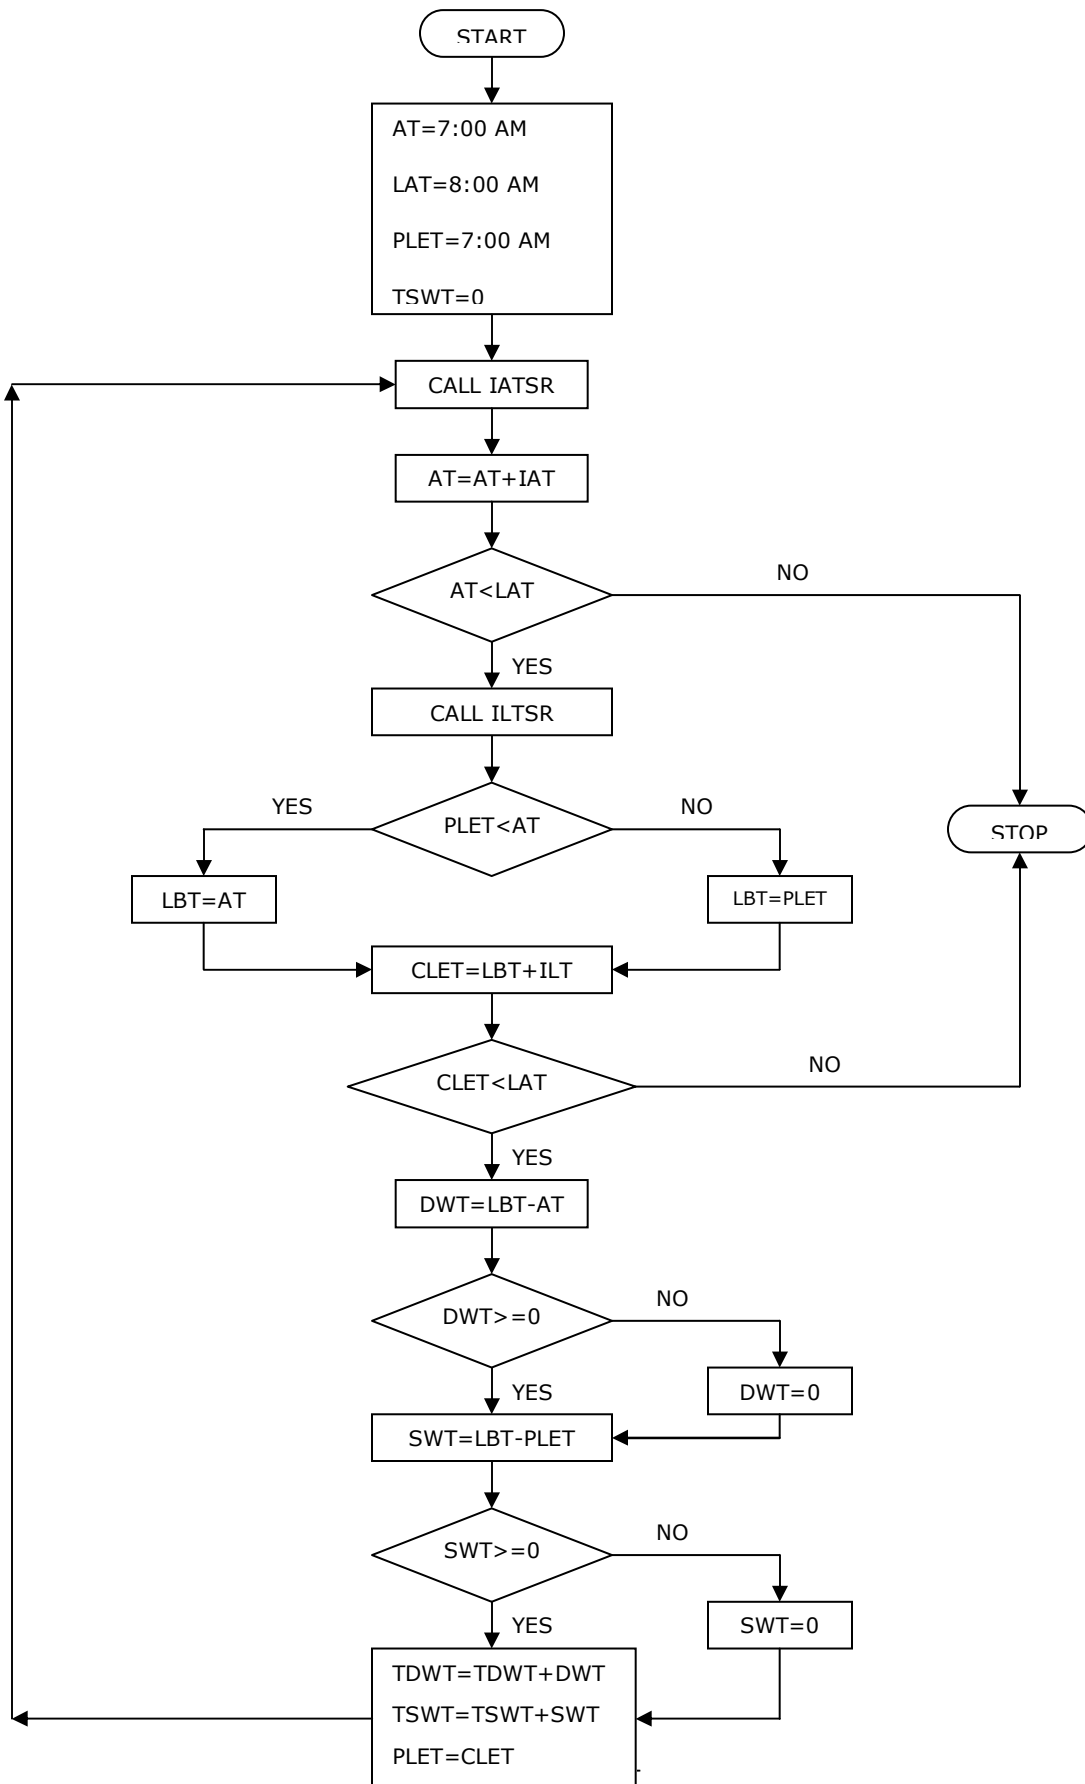 START
AT=7:00 AM
LAT=8:00 AM
PLET=7:00 AM
TSWT=0
CALL IATSR
AT=AT+IAT
AT<LAT
NO
YES
CALL ILTSR
YES
PLET<AT
NO
STOP
LBT=AT
LBT=PLET
CLET=LBT+ILT
CLET<LAT
NO
YES
DWT=LBT-AT
DWT>=0
NO
YES
DWT=0
SWT=LBT-PLET
SWT>=0
NO
YES
SWT=0
TDWT=TDWT+DWT
TSWT=TSWT+SWT
PLET=CLET